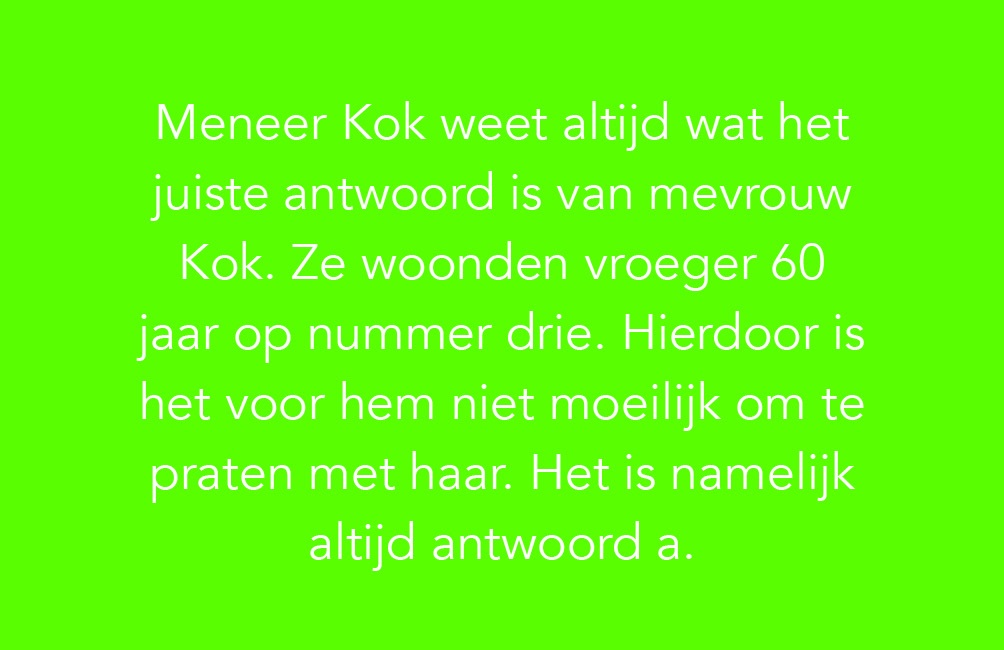 Meneer Kok weet altijd wat het
juiste antwoord is van mevrouw
Kok. Ze woonden vroeger 60
jaar op nummer drie. Hierdoor is
het voor hem niet moeilijk om te
praten met haar. Het is namelijk
altijd antwoord a.